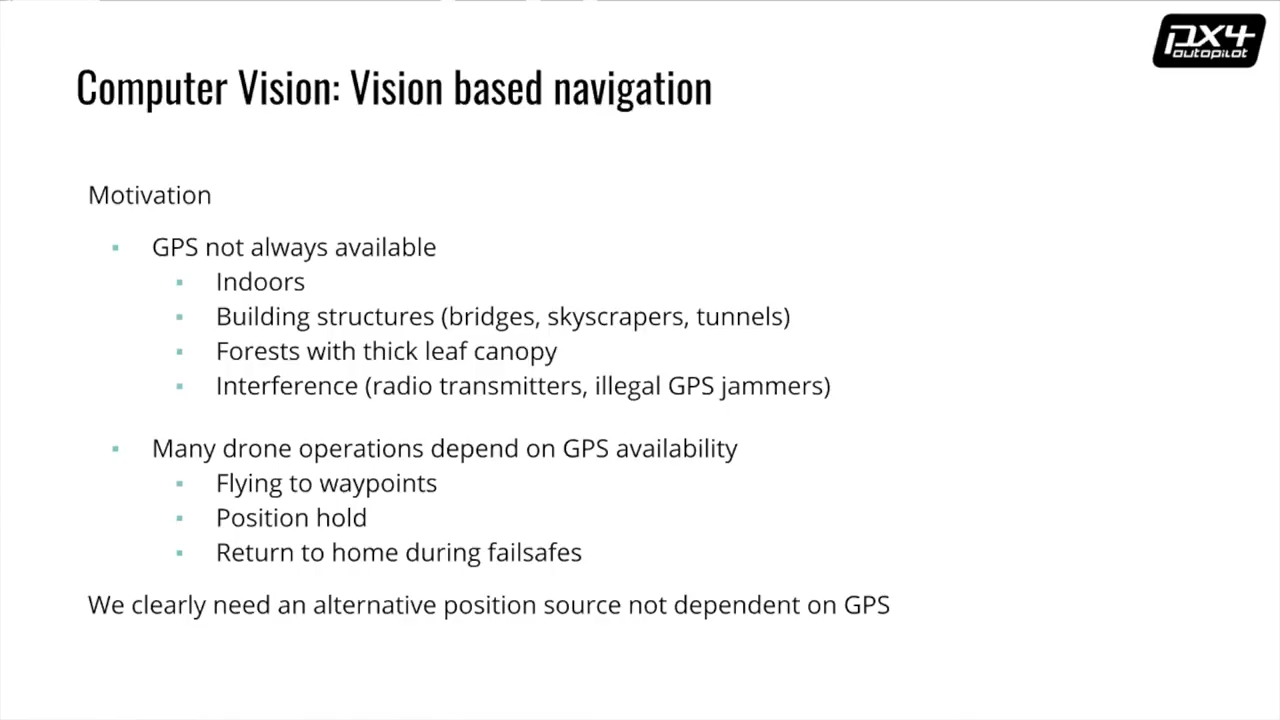 PX4
autopilot
Computer Vision: Vision based navigation
Motivation
▪ GPS not always available
▪ Indoors
▪ Building structures (bridges, skyscrapers, tunnels)
▪ Forests with thick leaf canopy
▪ Interference (radio transmitters, illegal GPS jammers)
▪ Many drone operations depend on GPS availability
▪ Flying to waypoints
▪ Position hold
▪ Return to home during failsafes
We clearly need an alternative position source not dependent on GPS